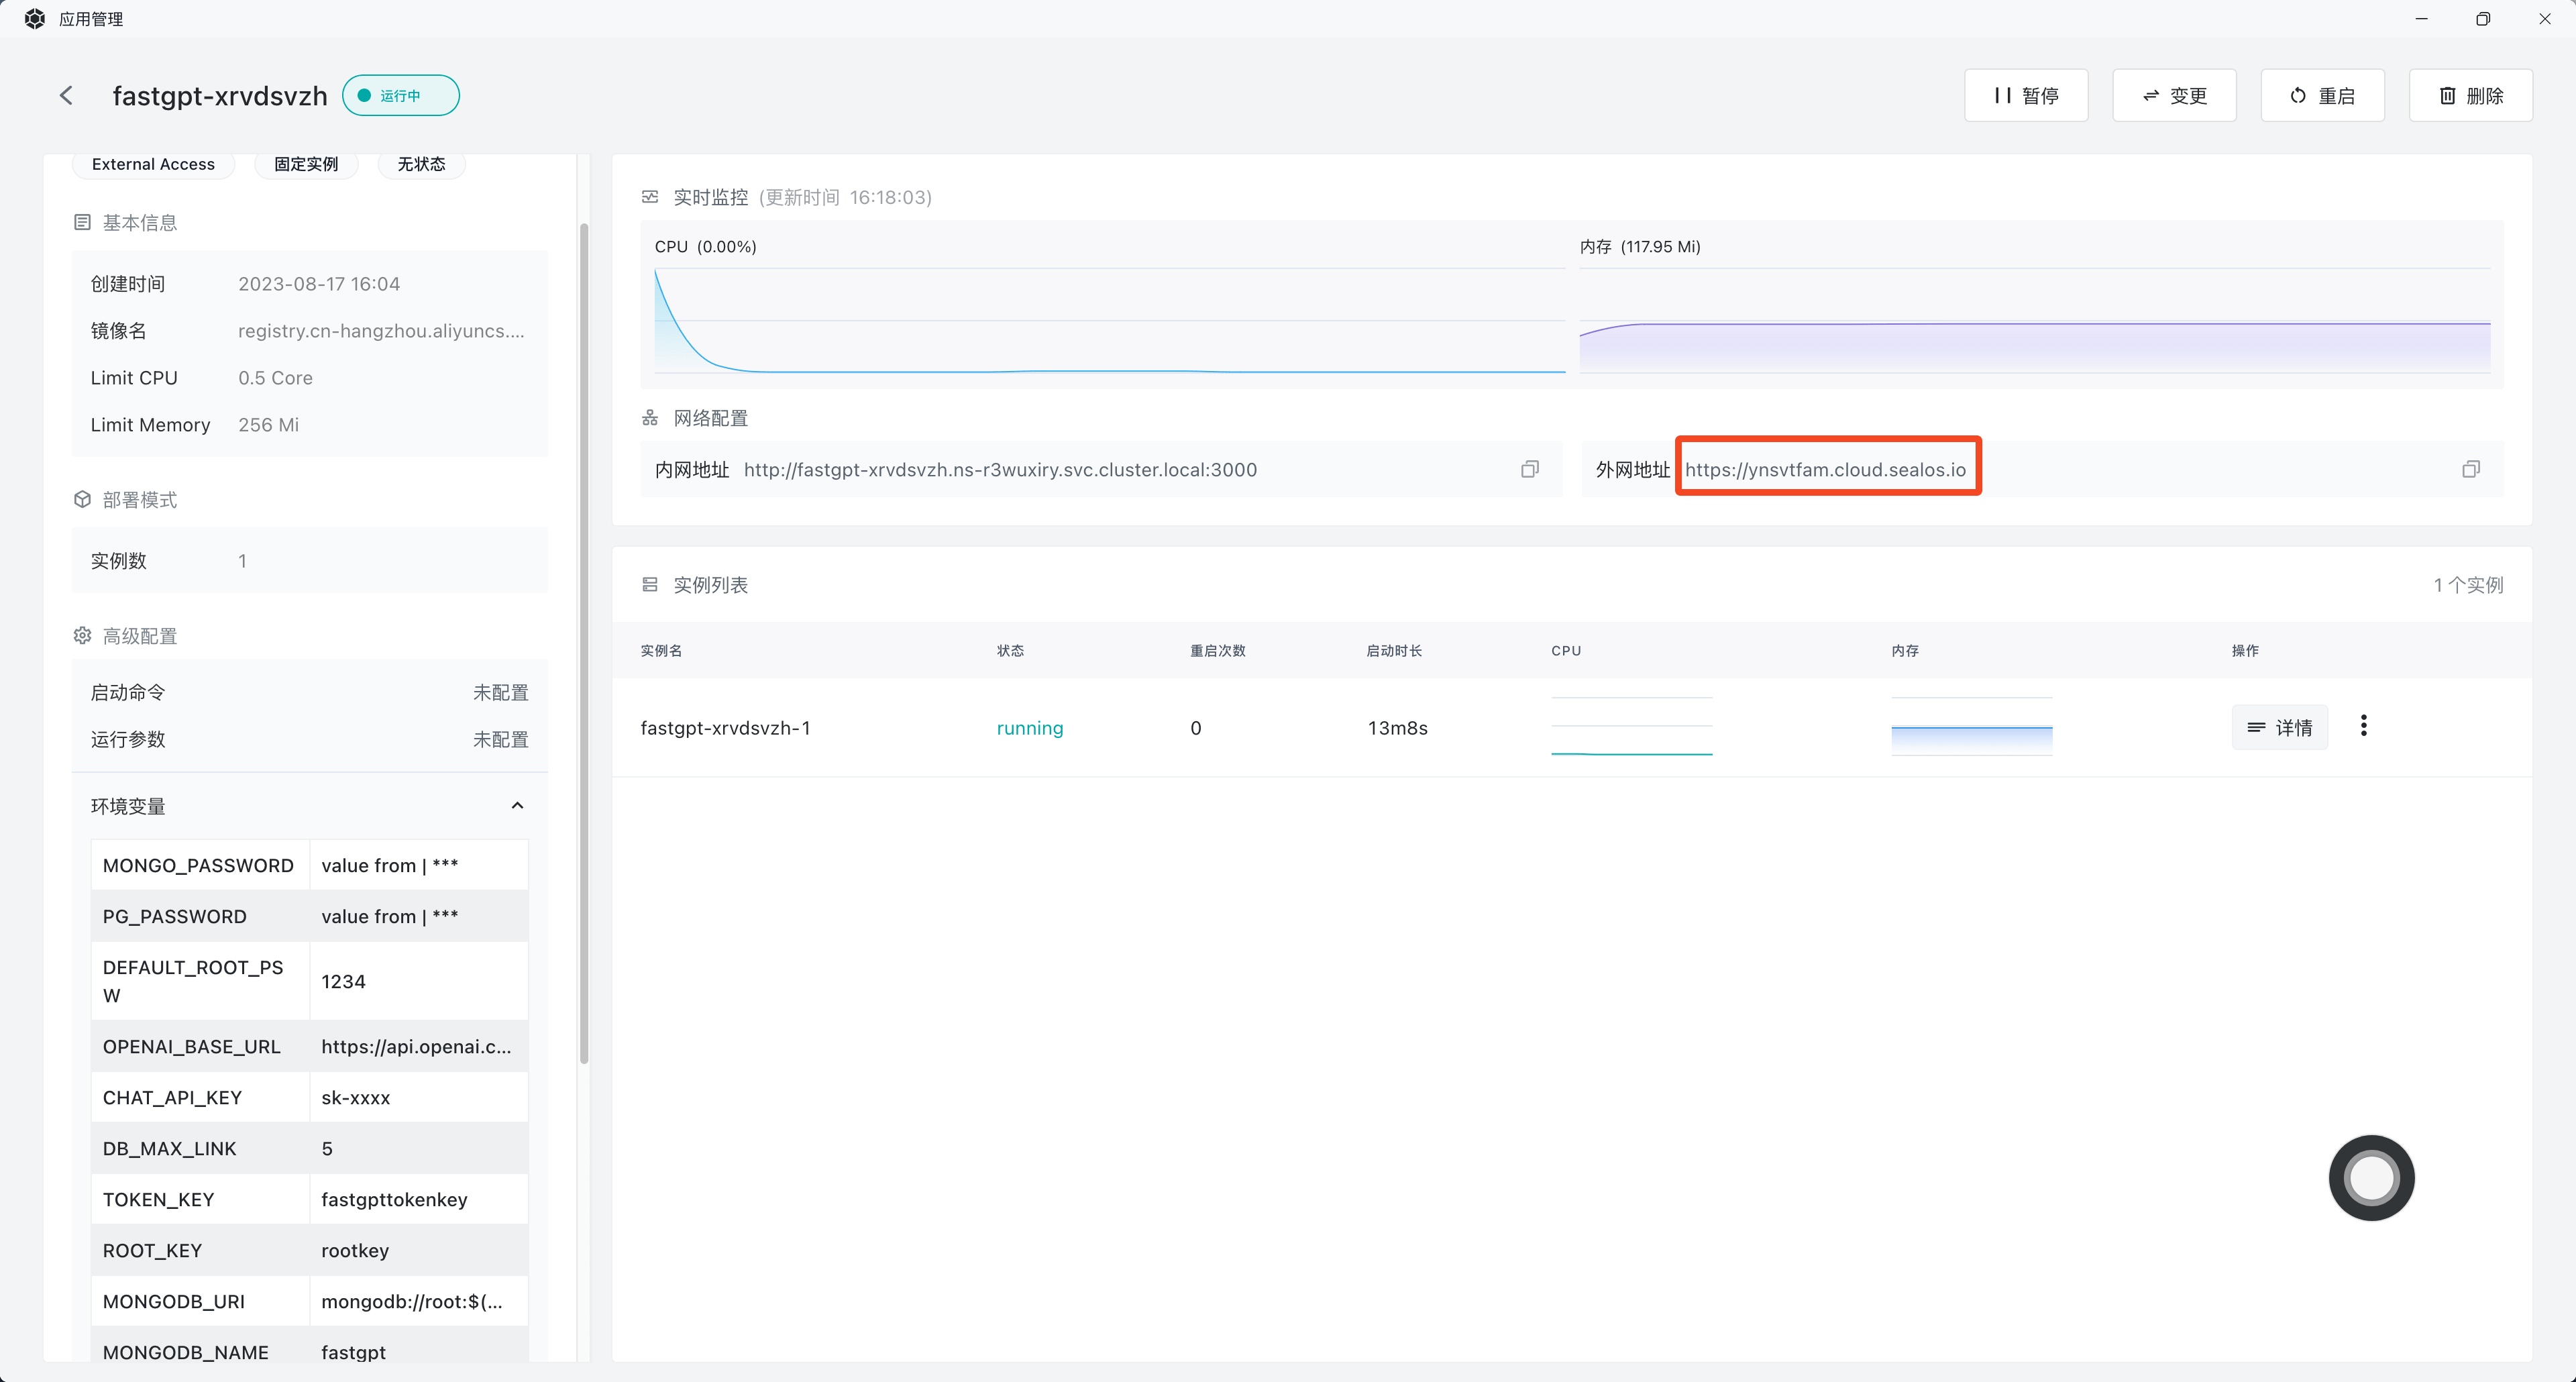 应用管理
fastgpt-xrvdsvzh
运行中
暂停
变更
重启
删除
External Access
固定实例
无状态
基本信息
创建时间 2023-08-17 16:04
镜像名 registry.cn-hangzhou.aliyuncs....
Limit CPU 0.5 Core
Limit Memory 256 Mi
部署模式
实例数 1
高级配置
启动命令 未配置
运行参数 未配置
环境变量
MONGO_PASSWORD value from | ***
PG_PASSWORD value from | ***
DEFAULT_ROOT_PS
W
1234
OPENAI_BASE_URL https://api.openai.c...
CHAT_API_KEY sk-xxxx
DB_MAX_LINK 5
TOKEN_KEY fastgpttokenkey
ROOT_KEY rootkey
MONGODB_URI mongodb://root:$(...
MONGODB_NAME fastgpt
实时监控 (更新时间 16:18:03)
CPU (0.00%)
内存 (117.95 Mi)
网络配置
内网地址 http://fastgpt-xrvdsvzh.ns-r3wuxiry.svc.cluster.local:3000
外网地址 https://ynsvtfam.cloud.sealos.io
实例列表
1 个实例
实例名 状态 重启次数 启动时长 CPU 内存 操作
fastgpt-xrvdsvzh-1 running 0 13m8s 详情